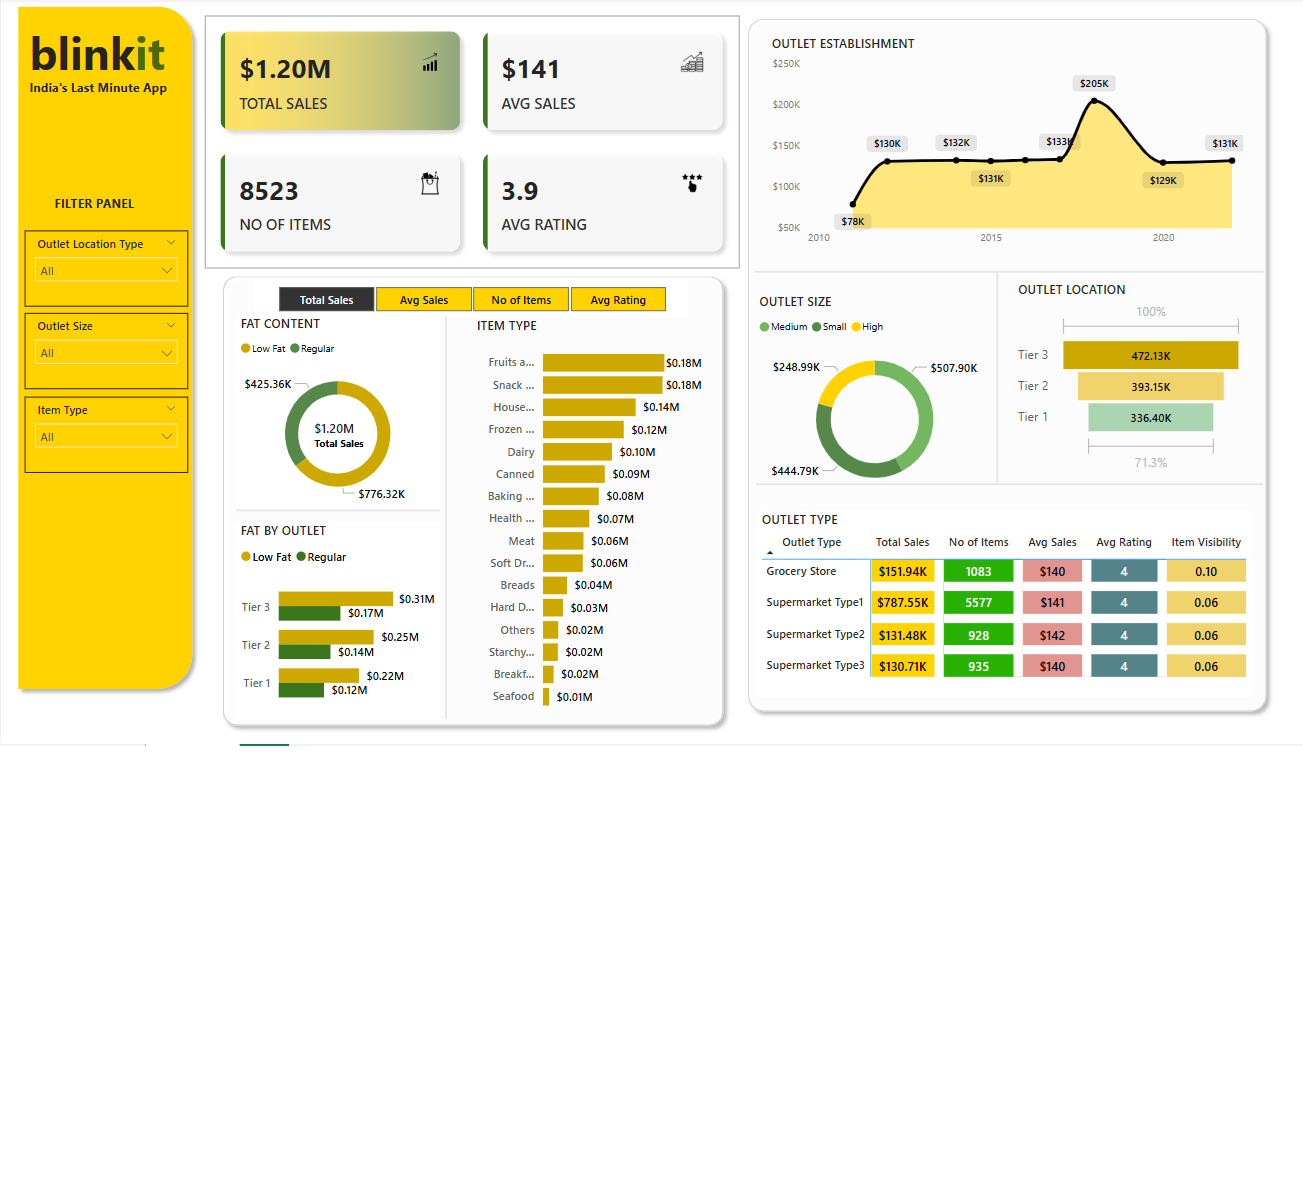 blinkit
India's Last Minute App
FILTER PANEL
Outlet Location Type
All
Outlet Size
All
Item Type
All
$1.20M
TOTAL SALES
$141
AVG SALES
8523
NO OF ITEMS
3.9
AVG RATING
Total Sales
Avg Sales
No of Items
Avg Rating
FAT CONTENT
Low Fat
Regular
$425.36K
$1.20M
Total Sales
$776.32K
FAT BY OUTLET
Low Fat
Regular
Tier 3
$0.31M
$0.17M
Tier 2
$0.25M
$0.14M
Tier 1
$0.22M
$0.12M
ITEM TYPE
Fruits a... $0.18M
Snack ... $0.18M
House... $0.14M
Frozen ... $0.12M
Dairy $0.10M
Canned $0.09M
Baking ... $0.08M
Health ... $0.07M
Meat $0.06M
Soft Dr... $0.06M
Breads $0.04M
Hard D... $0.03M
Others $0.02M
Starchy... $0.02M
Breakf... $0.02M
Seafood $0.01M
OUTLET ESTABLISHMENT
$250K
$200K
$150K
$100K
$50K
$78K
$130K
$132K
$131K
$133K
$205K
$129K
$131K
2010
2015
2020
OUTLET SIZE
Medium
Small
High
$248.99K
$507.90K
$444.79K
OUTLET LOCATION
100%
Tier 3 472.13K
Tier 2 393.15K
Tier 1 336.40K
71.3%
OUTLET TYPE
Outlet Type Total Sales No of Items Avg Sales Avg Rating Item Visibility
Grocery Store $151.94K 1083 $140 4 0.10
Supermarket Type1 $787.55K 5577 $141 4 0.06
Supermarket Type2 $131.48K 928 $142 4 0.06
Supermarket Type3 $130.71K 935 $140 4 0.06